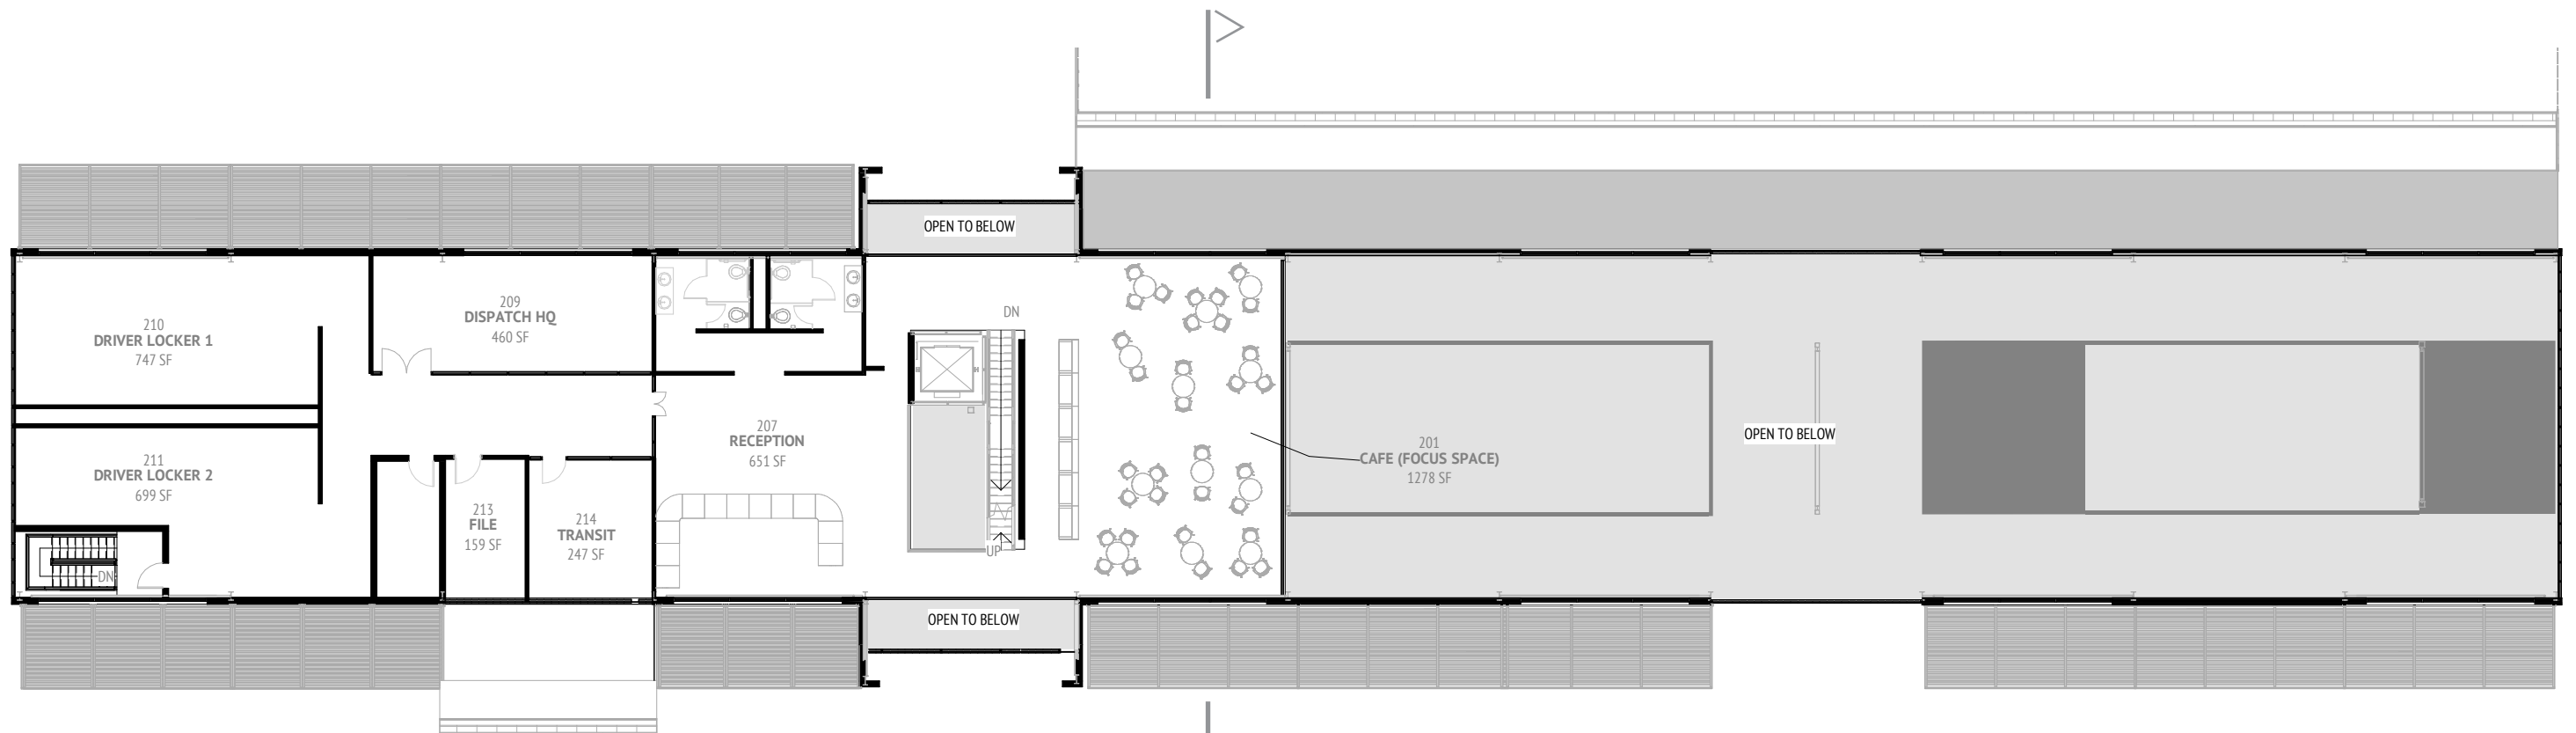 OPEN TO BELOW
210
DRIVER LOCKER 1
747 SF
209
DISPATCH HQ
460 SF
DN
207
RECEPTION
651 SF
201
CAFE (FOCUS SPACE)
1278 SF
OPEN TO BELOW
211
DRIVER LOCKER 2
699 SF
213
FILE
159 SF
214
TRANSIT
247 SF
UP
DN
OPEN TO BELOW